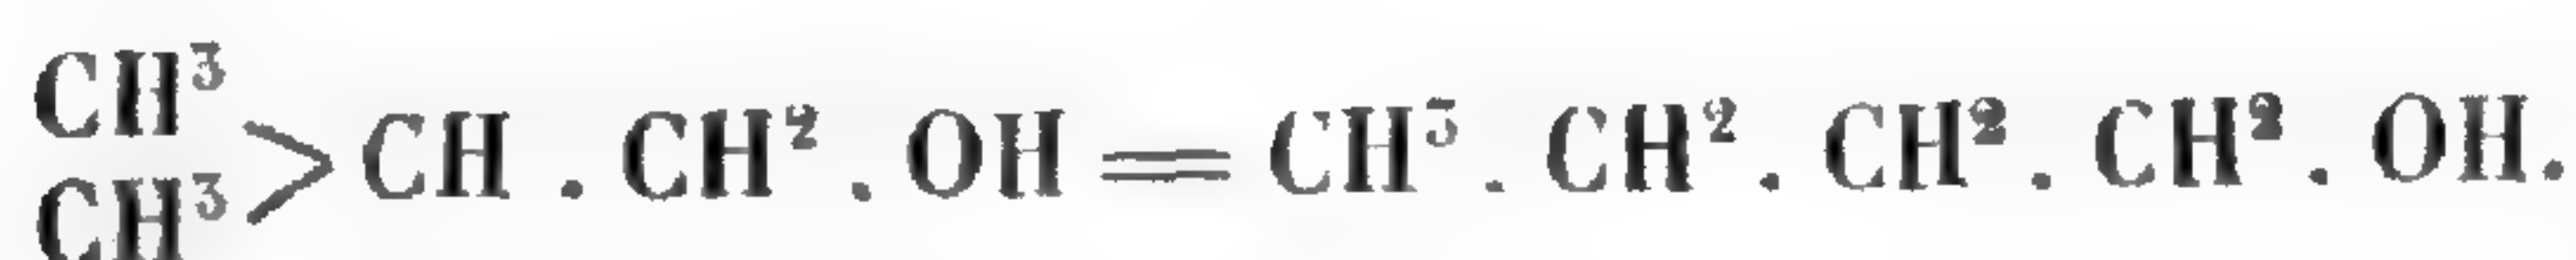 CH³
CH³ > CH . CH² . OH = CH³ . CH² . CH² . CH² . OH.